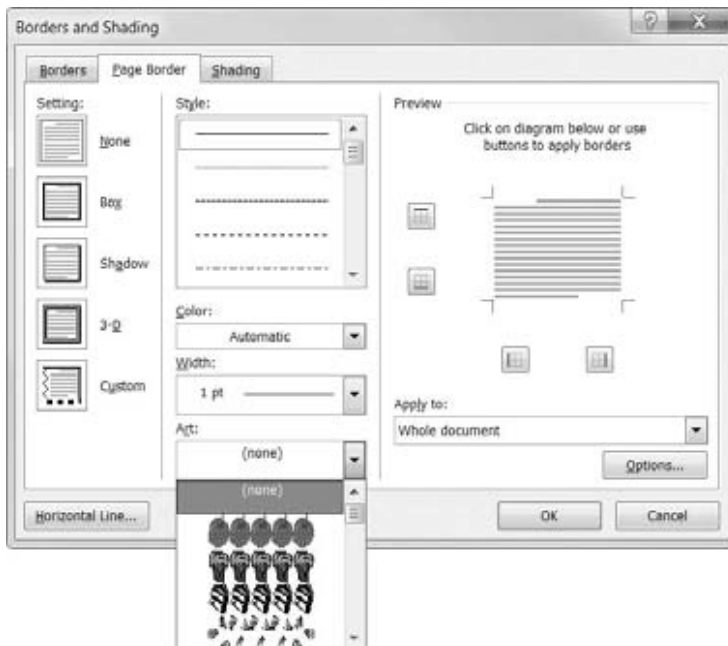 Borders and Shading
Borders
Page Border
Shading
Setting:
None
Box
Shadow
3-D
Custom
Style:
Color:
Automatic
Width:
1 pt
Art:
(none)
(none)
Preview
Click on diagram below or use
buttons to apply borders
Apply to:
Whole document
Options...
Horizontal Line...
OK
Cancel